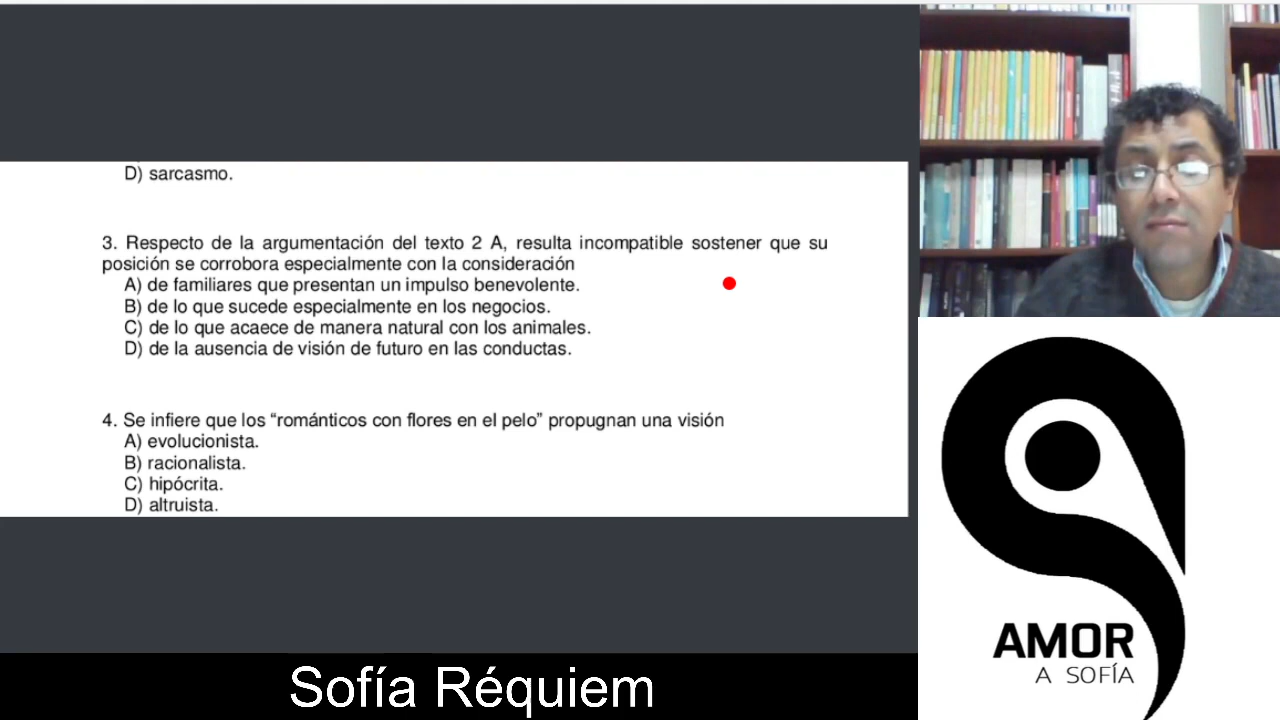 D) sarcasmo.
3. Respecto de la argumentación del texto 2 A, resulta incompatible sostener que su
posición se corrobora especialmente con la consideración
A) de familiares que presentan un impulso benevolente.
B) de lo que sucede especialmente en los negocios.
C) de lo que acaece de manera natural con los animales.
D) de la ausencia de visión de futuro en las conductas.
4. Se infiere que los “románticos con flores en el pelo” propugnan una visión
A) evolucionista.
B) racionalista.
C) hipócrita.
D) altruista.
AMOR
A SOFÍA
Sofía Réquiem